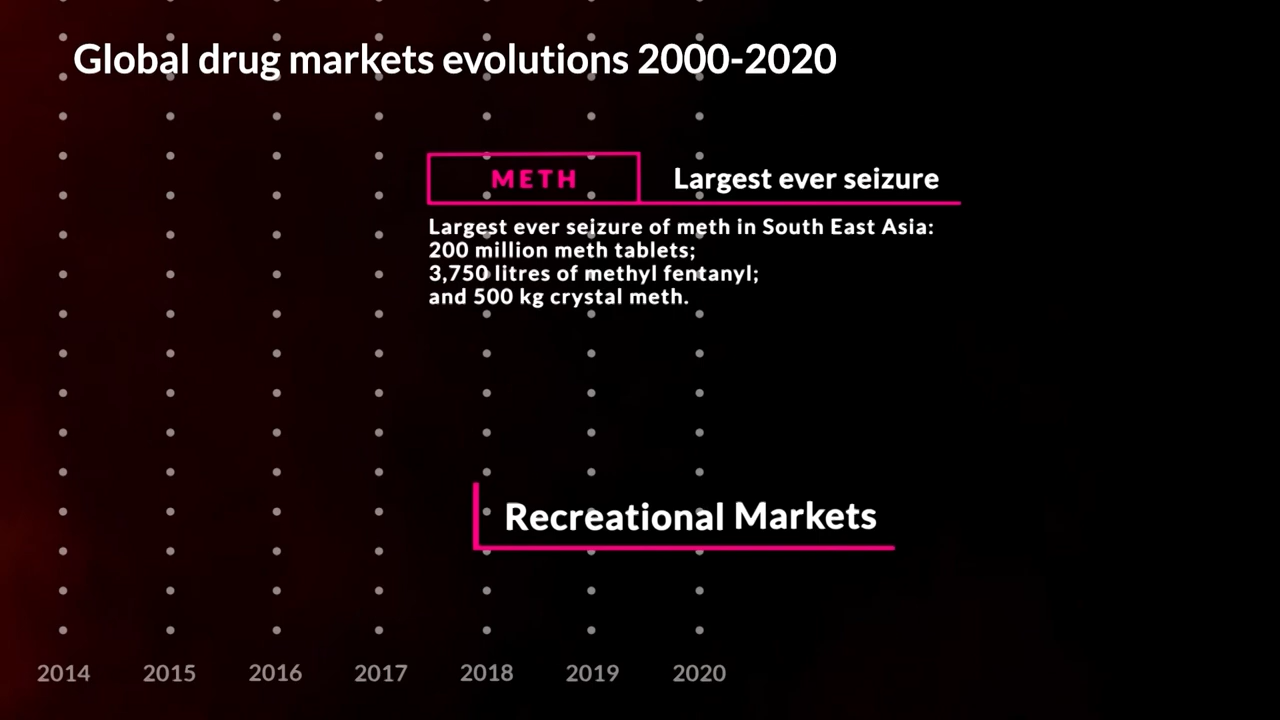 Global drug markets evolutions 2000-2020
METH
Largest ever seizure
Largest ever seizure of meth in South East Asia:
200 million meth tablets;
3,750 litres of methyl fentanyl;
and 500 kg crystal meth.
Recreational Markets
2014 2015 2016 2017 2018 2019 2020